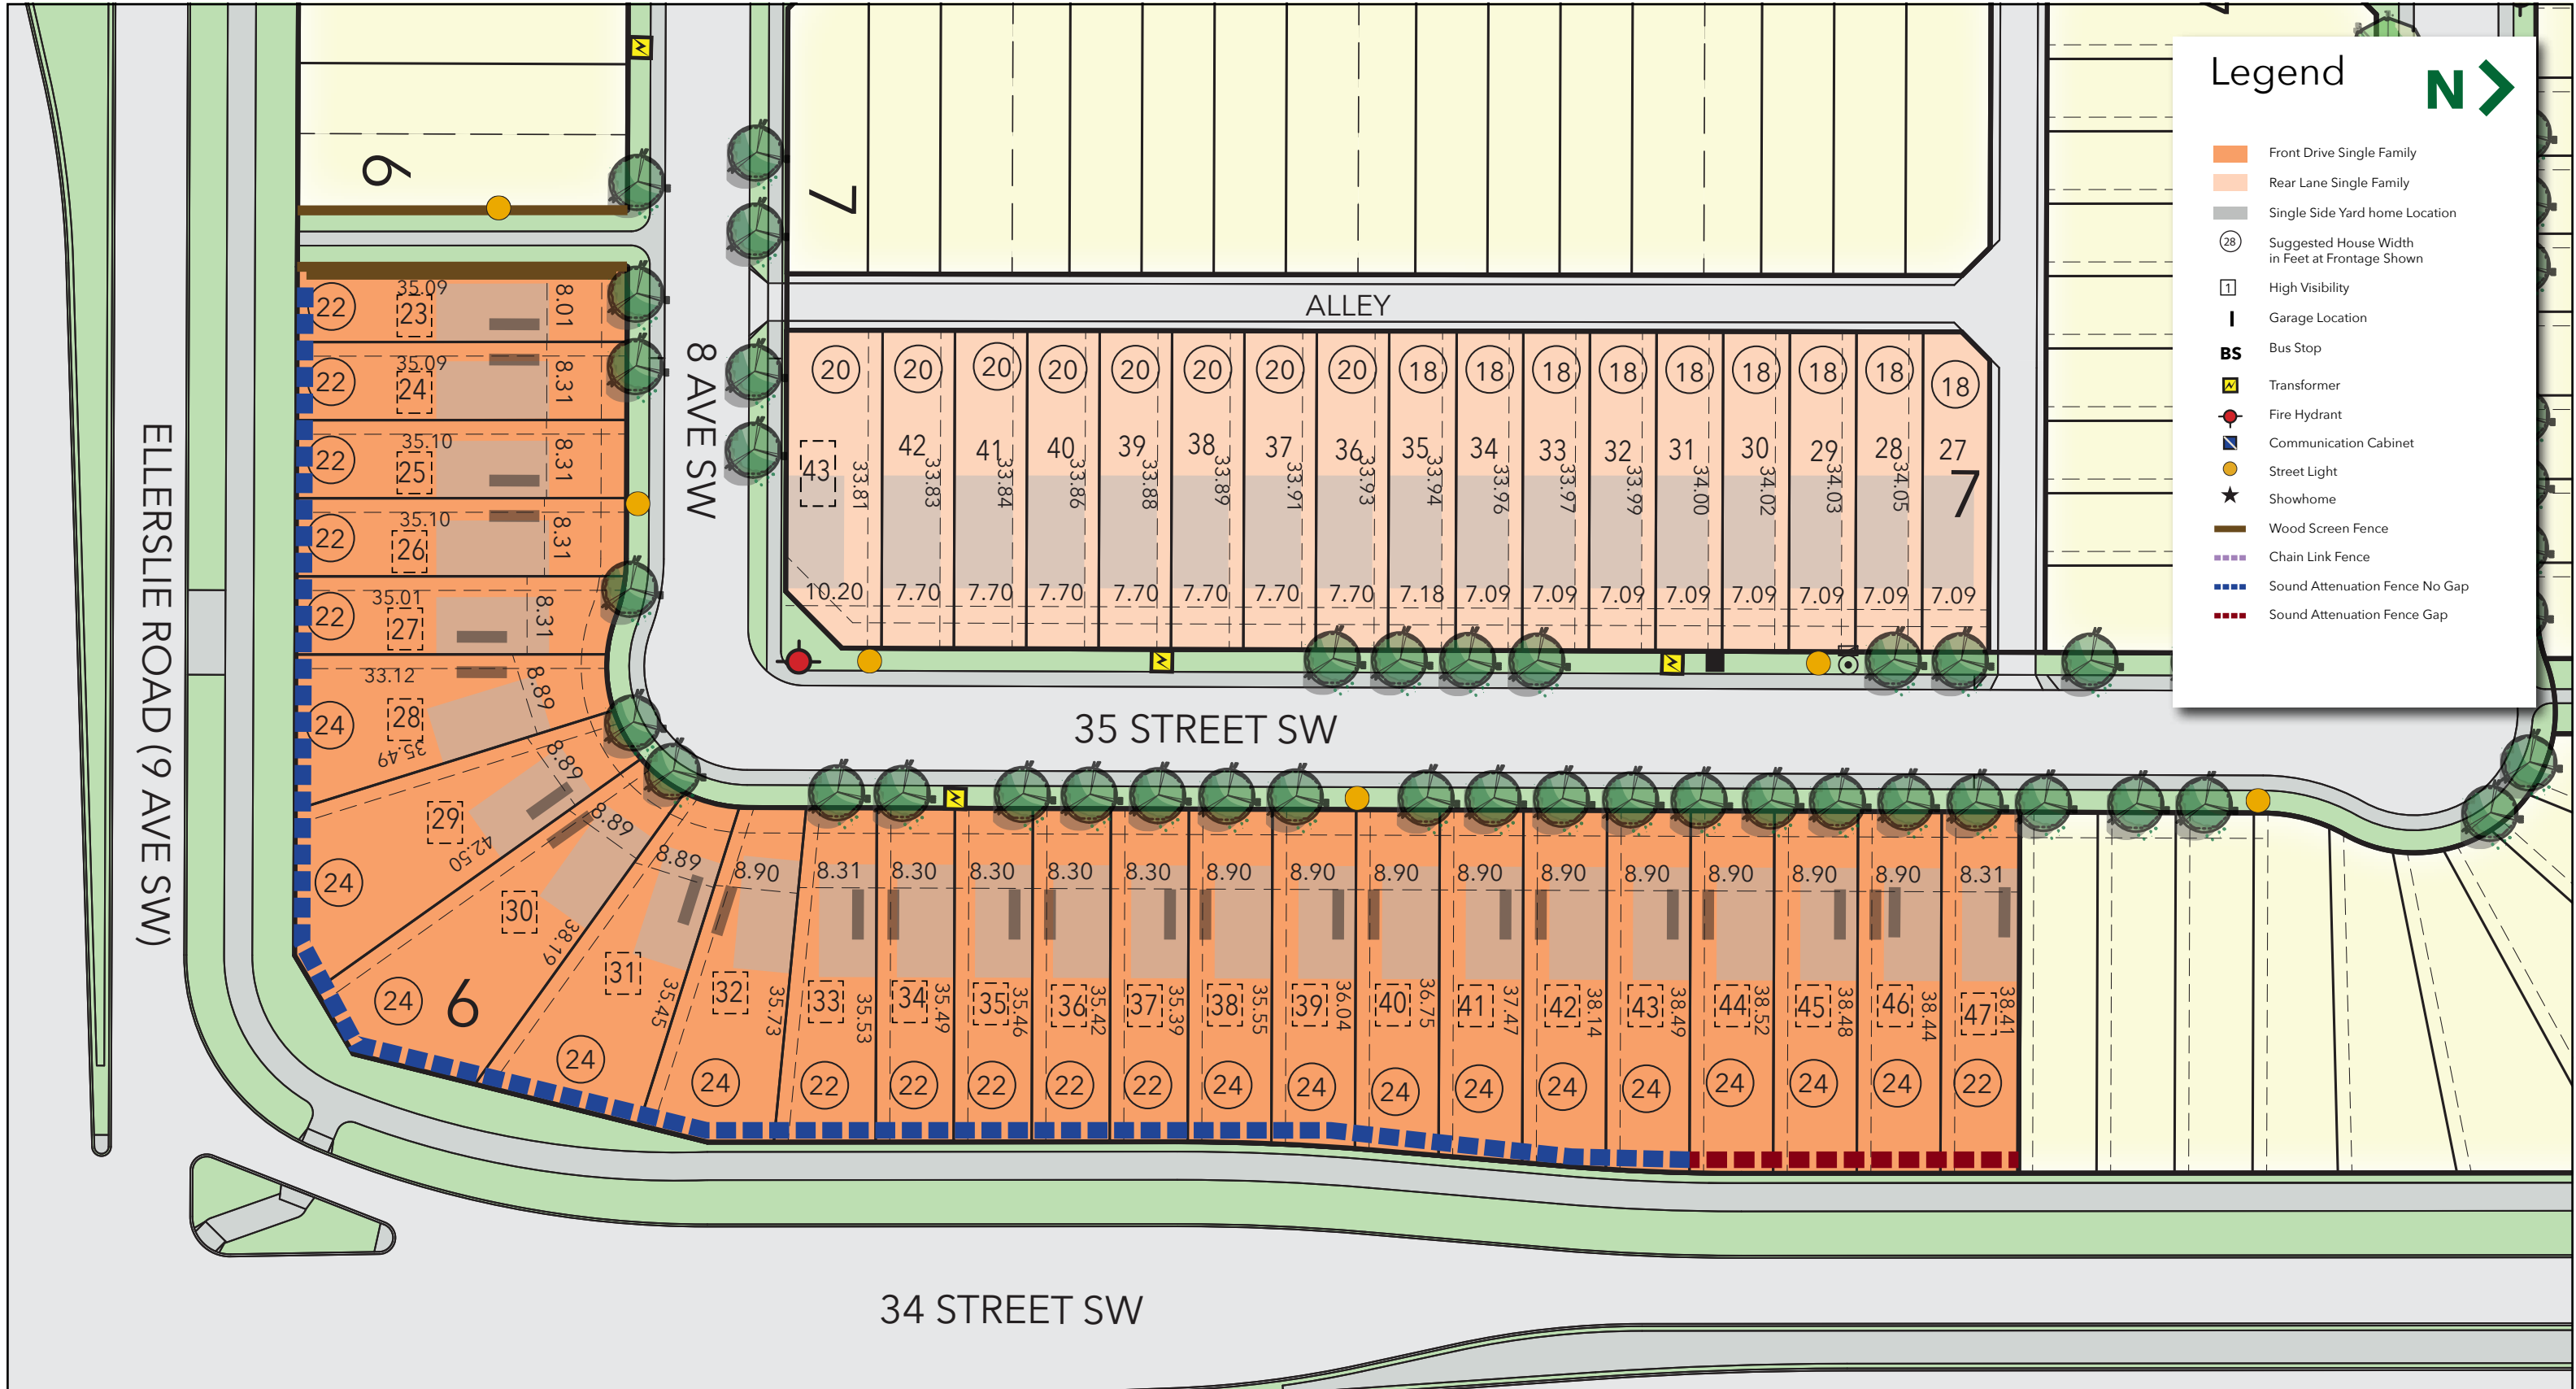 Legend
N
Front Drive Single Family
Rear Lane Single Family
Single Side Yard home Location
28
Suggested House Width
in Feet at Frontage Shown
1
High Visibility
Garage Location
BS
Bus Stop
Transformer
Fire Hydrant
Communication Cabinet
Street Light
Showhome
Wood Screen Fence
Chain Link Fence
Sound Attenuation Fence No Gap
Sound Attenuation Fence Gap
6
7
ALLEY
8 AVE SW
ELLERSLIE ROAD (9 AVE SW)
35 STREET SW
34 STREET SW
22 35.09 23 8.01
22 35.09 24 8.31
22 35.10 25 8.31
22 35.10 26 8.31
22 35.01 27 8.31
24 33.12 28 8.89
35.49
24 29 8.89
42.50
24 30 8.89
38.19
6
24 31 8.89
35.45
24 32 8.90
35.73
20 20 20 20 20 20 20 20 18 18 18 18 18 18 18 18 18
43 42 41 40 39 38 37 36 35 34 33 32 31 30 29 28 27
33.81 33.83 33.84 33.86 33.88 33.89 33.91 33.93 33.94 33.96 33.97 33.99 34.00 34.02 34.03 34.05
7
10.20 7.70 7.70 7.70 7.70 7.70 7.70 7.70 7.18 7.09 7.09 7.09 7.09 7.09 7.09 7.09 7.09
8.31 8.30 8.30 8.30 8.30 8.90 8.90 8.90 8.90 8.90 8.90 8.90 8.90 8.90 8.31
33 34 35 36 37 38 39 40 41 42 43 44 45 46 47
35.53 35.49 35.46 35.42 35.39 35.55 36.04 36.75 37.47 38.14 38.49 38.52 38.48 38.44 38.41
22 22 22 22 22 24 24 24 24 24 24 24 24 24 22